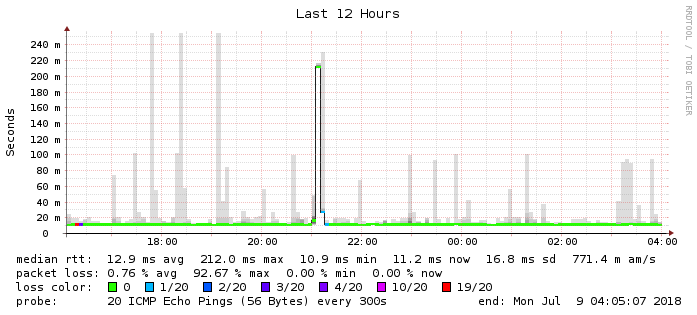 Last 12 Hours
RRDTOOL / TOBI OETIKER
Seconds
240 m
220 m
200 m
180 m
160 m
140 m
120 m
100 m
80 m
60 m
40 m
20 m
0
18:00 20:00 22:00 00:00 02:00 04:00
median rtt: 12.9 ms avg 212.0 ms max 10.9 ms min 11.2 ms now 16.8 ms sd 771.4 m am/s
packet loss: 0.76 % avg 92.67 % max 0.00 % min 0.00 % now
loss color: 0 1/20 2/20 3/20 4/20 10/20 19/20
probe: 20 ICMP Echo Pings (56 Bytes) every 300s end: Mon Jul 9 04:05:07 2018